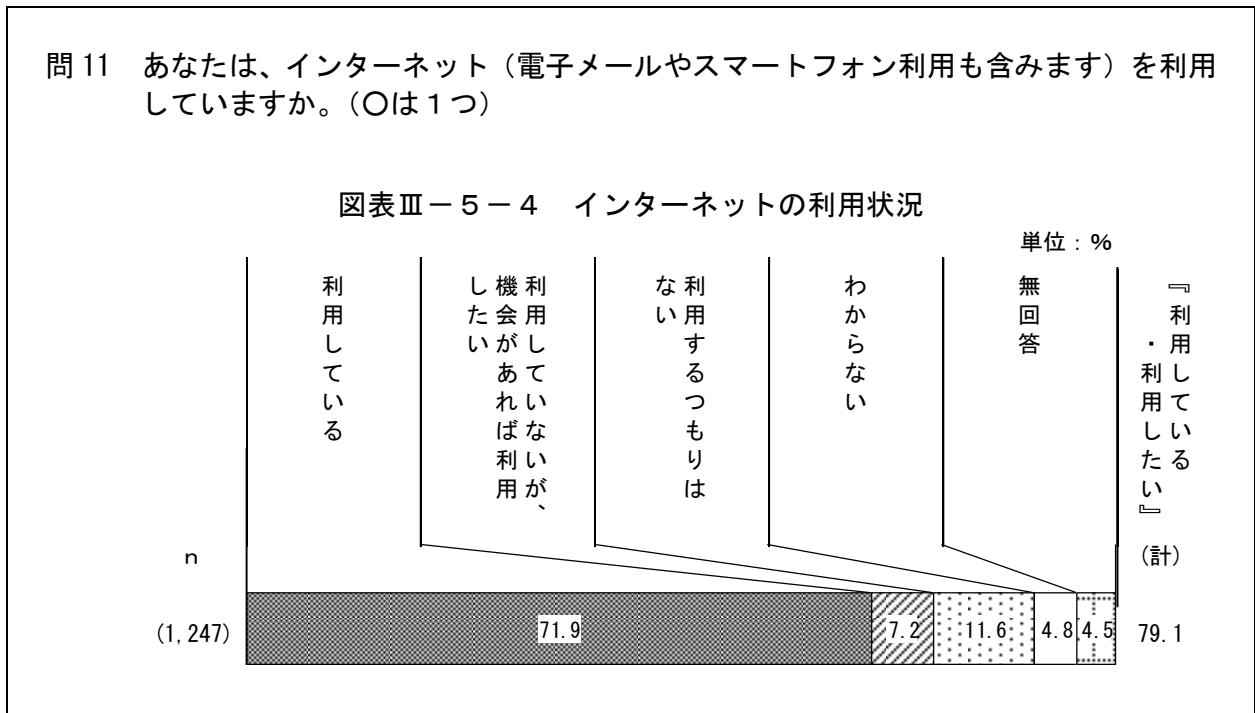 問11　あなたは、インターネット（電子メールやスマートフォン利用も含みます）を利用
していますか。（○は１つ）
図表Ⅲ－５－４　インターネットの利用状況
単位：％
利用している
利用していないが、
機会があれば利用
したい
利用するつもりは
ない
わからない
無回答
『利用している
・利用したい』
(計)
ｎ
(1,247)
71.9
7.2
11.6
4.8
4.5
79.1